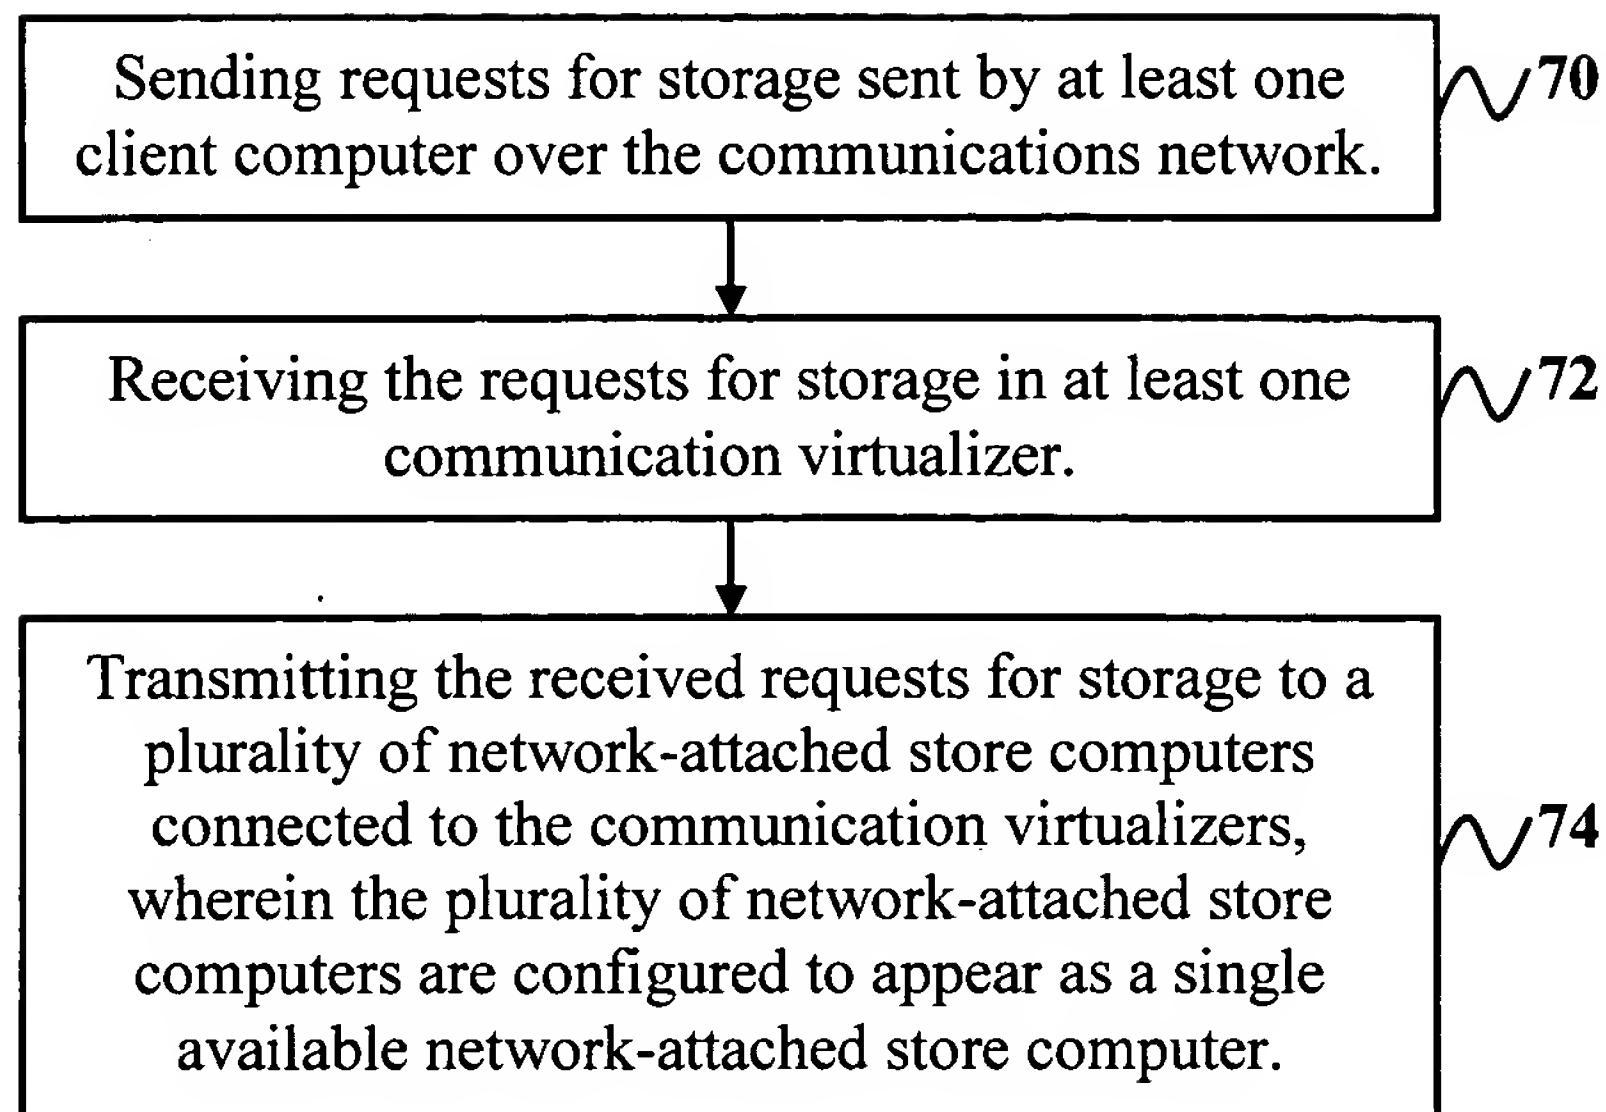 Sending requests for storage sent by at least one
client computer over the communications network.
70
Receiving the requests for storage in at least one
communication virtualizer.
72
Transmitting the received requests for storage to a
plurality of network-attached store computers
connected to the communication virtualizers,
wherein the plurality of network-attached store
computers are configured to appear as a single
available network-attached store computer.
74